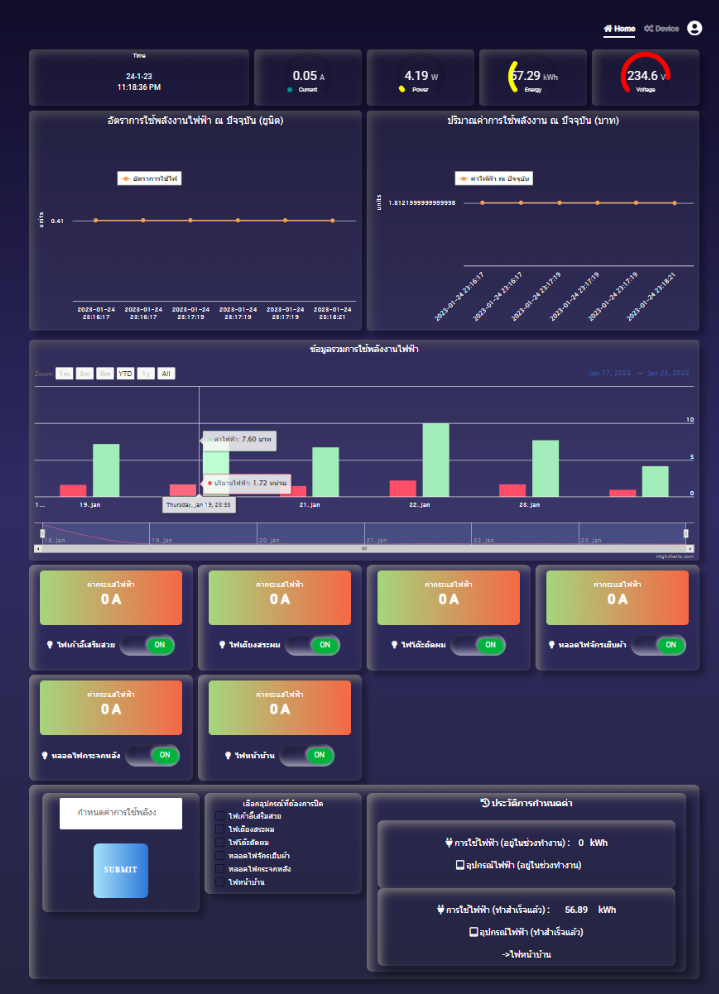 Home Device
Time
24-1-23
11:18:36 PM
0.05 A
Current
4.19 W
Power
57.29 kWh
Energy
234.6 V
Voltage
อัตราการใช้พลังงานไฟฟ้า ณ ปัจจุบัน (ยูนิต)
อัตราการใช้ไฟ
units
0.41
2023-01-24 23:16:17
2023-01-24 23:16:17
2023-01-24 23:17:19
2023-01-24 23:17:19
2023-01-24 23:17:19
2023-01-24 23:18:21
ปริมาณค่าการใช้พลังงาน ณ ปัจจุบัน (บาท)
ค่าไฟฟ้า ณ ปัจจุบัน
units
1.6121999999999998
2023-01-24 23:16:17
2023-01-24 23:16:17
2023-01-24 23:17:19
2023-01-24 23:17:19
2023-01-24 23:17:19
2023-01-24 23:18:21
ข้อมูลรวมการใช้พลังงานไฟฟ้า
Zoom 1m 3m 6m YTD 1y All
Jan 17, 2023 → Jan 23, 2023
ค่าไฟฟ้า: 7.60 บาท
ปริมาณไฟฟ้า: 1.72 หน่วย
Thursday, Jan 19, 23:55
10
5
0
1 ...
19. Jan
21. Jan
22. Jan
23. Jan
18. Jan
19. Jan
20. Jan
21. Jan
22. Jan
23. Jan
Highcharts.com
ค่ากระแสไฟฟ้า
0 A
ไฟเก้าอี้เสริมสวย ON
ค่ากระแสไฟฟ้า
0 A
ไฟเตียงสระผม ON
ค่ากระแสไฟฟ้า
0 A
ไฟโต๊ะตัดผม ON
ค่ากระแสไฟฟ้า
0 A
หลอดไฟจักรเย็บผ้า ON
ค่ากระแสไฟฟ้า
0 A
หลอดไฟกระจกหลัง ON
ค่ากระแสไฟฟ้า
0 A
ไฟหน้าบ้าน ON
กำหนดค่าการใช้พลังง
SUBMIT
เลือกอุปกรณ์ที่ต้องการปิด
ไฟเก้าอี้เสริมสวย
ไฟเตียงสระผม
ไฟโต๊ะตัดผม
หลอดไฟจักรเย็บผ้า
หลอดไฟกระจกหลัง
ไฟหน้าบ้าน
ประวัติการกำหนดค่า
การใช้ไฟฟ้า (อยู่ในช่วงทำงาน) : 0 kWh
อุปกรณ์ไฟฟ้า (อยู่ในช่วงทำงาน)
การใช้ไฟฟ้า (ทำสำเร็จแล้ว) : 56.89 kWh
อุปกรณ์ไฟฟ้า (ทำสำเร็จแล้ว)
->ไฟหน้าบ้าน